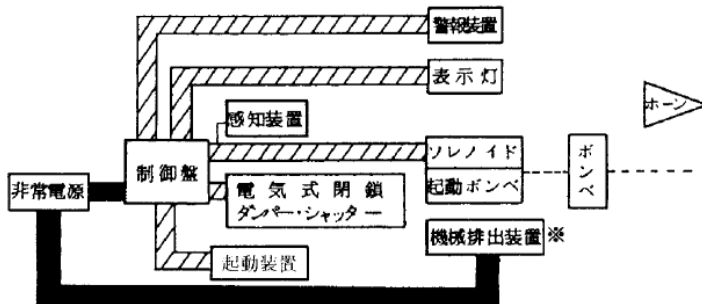 警報装置
表示灯
ホーン
感知装置
制御盤
ソレノイド
起動ボンベ
ボンベ
非常電源
電気式閉鎖
ダンパー・シャッター
機械排出装置※
起動装置